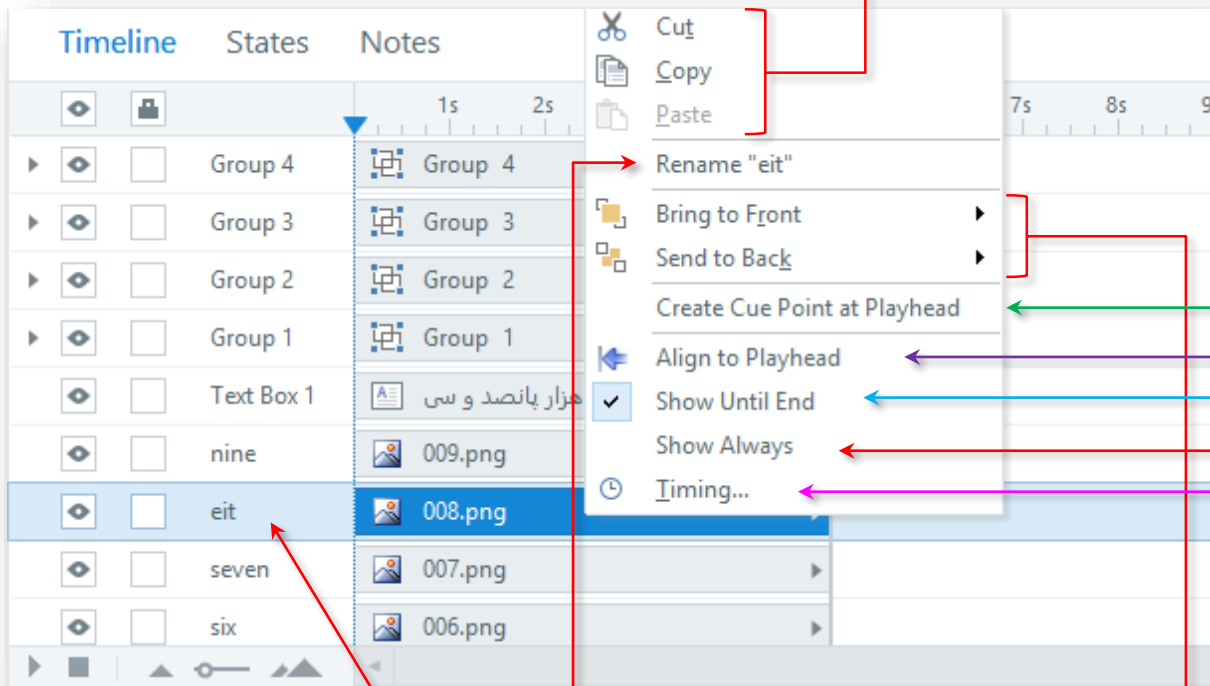 Timeline States Notes
1s 2s 7s 8s 9
Group 4 Group 4
Group 3 Group 3
Group 2 Group 2
Group 1 Group 1
Text Box 1 هزار پانصد و سی
nine 009.png
eit 008.png
seven 007.png
six 006.png
Cut
Copy
Paste
Rename "eit"
Bring to Front
Send to Back
Create Cue Point at Playhead
Align to Playhead
Show Until End
Show Always
Timing...